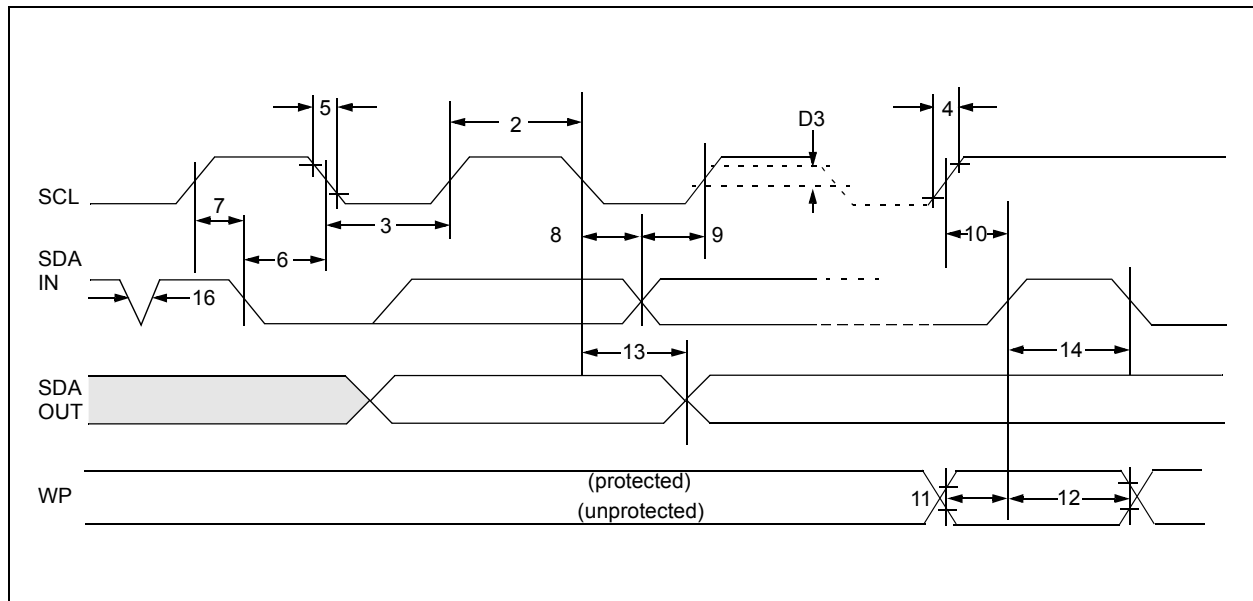 5
2
D3
4
SCL
7
3
8
9
10
SDA
IN
6
16
13
14
SDA
OUT
WP
(protected)
(unprotected)
11
12